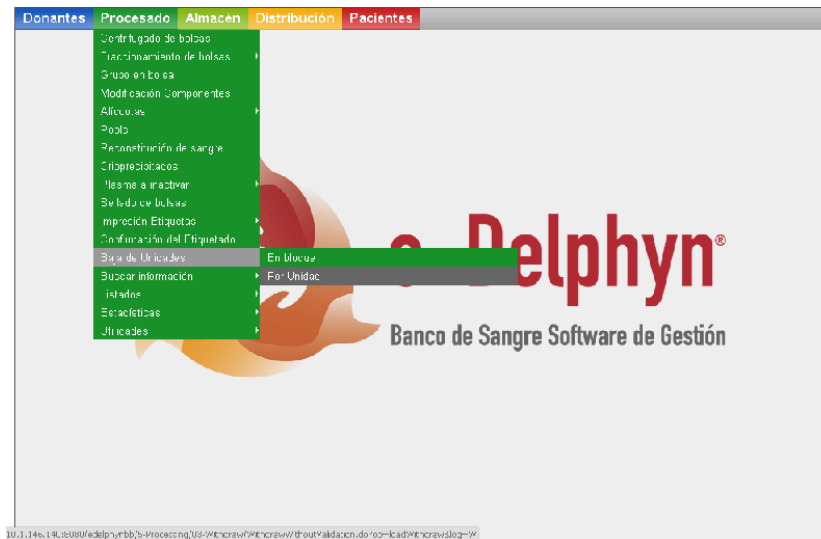 Donantes Procesado Almacén Distribución Pacientes
Centrifugado de bolsas
Fraccionamiento de bolsas
Grupo en bolsa
Modificación Componentes
Alícuotas
Pools
Reconstitución de sangre
Crioprecipitados
Plasma a inactivar
Sellado de bolsas
Impresión Etiquetas
Confirmación del Etiquetado
Baja de Unidades
En bloque
Por Unidad
Buscar información
Listados
Estadísticas
Utilidades
e-Delphyn®
Banco de Sangre Software de Gestión